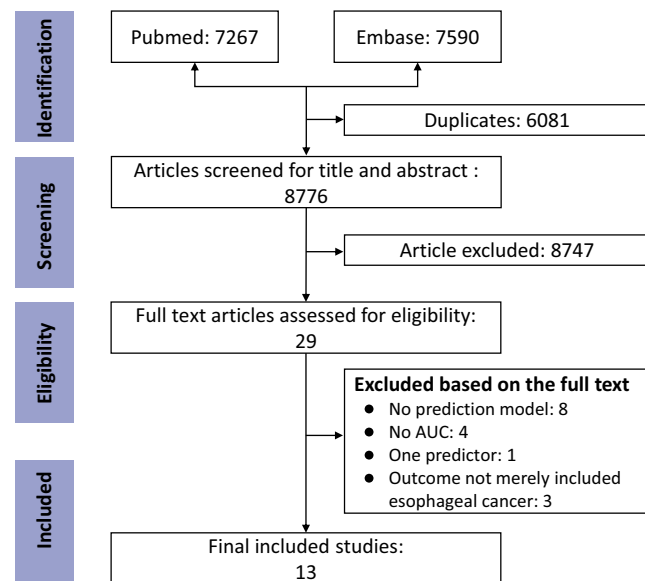 Identification
Pubmed: 7267
Embase: 7590
Duplicates: 6081
Screening
Articles screened for title and abstract :
8776
Article excluded: 8747
Eligibility
Full text articles assessed for eligibility:
29
Excluded based on the full text
● No prediction model: 8
● No AUC: 4
● One predictor: 1
● Outcome not merely included
esophageal cancer: 3
Included
Final included studies:
13